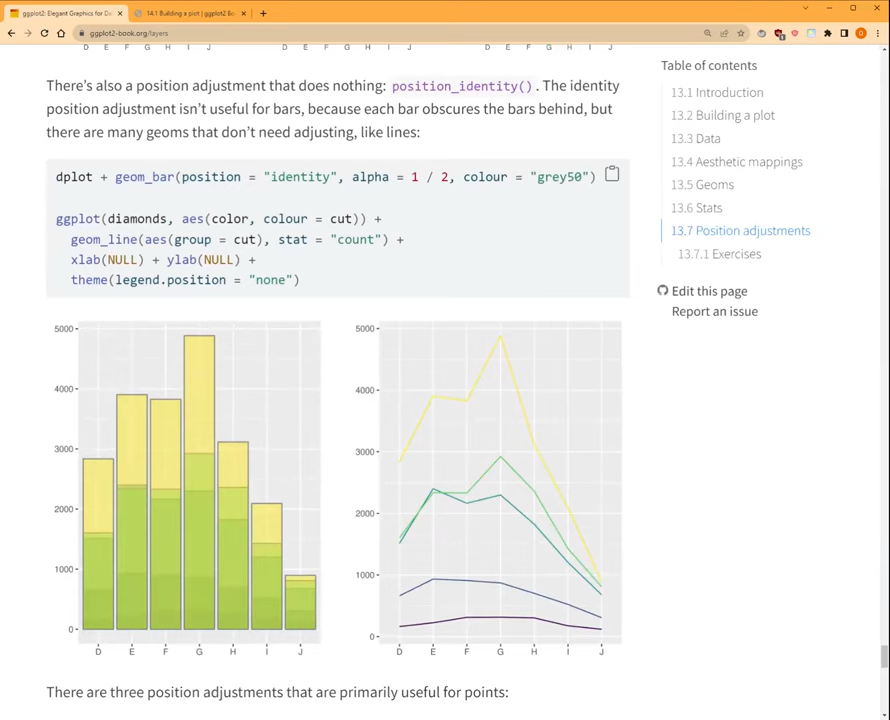 ggplot2: Elegant Graphics for Da
14.1 Building a plot | ggplot2 Bo
ggplot2-book.org/layers
D E F G H I J D E F G H I J D E F G H I J
There's also a position adjustment that does nothing: position_identity(). The identity
position adjustment isn't useful for bars, because each bar obscures the bars behind, but
there are many geoms that don't need adjusting, like lines:
dplot + geom_bar(position = "identity", alpha = 1 / 2, colour = "grey50")
ggplot(diamonds, aes(color, colour = cut)) +
geom_line(aes(group = cut), stat = "count") +
xlab(NULL) + ylab(NULL) +
theme(legend.position = "none")
5000
4000
3000
2000
1000
0
D E F G H I J
5000
4000
3000
2000
1000
0
D E F G H I J
There are three position adjustments that are primarily useful for points:
Table of contents
13.1 Introduction
13.2 Building a plot
13.3 Data
13.4 Aesthetic mappings
13.5 Geoms
13.6 Stats
13.7 Position adjustments
13.7.1 Exercises
Edit this page
Report an issue